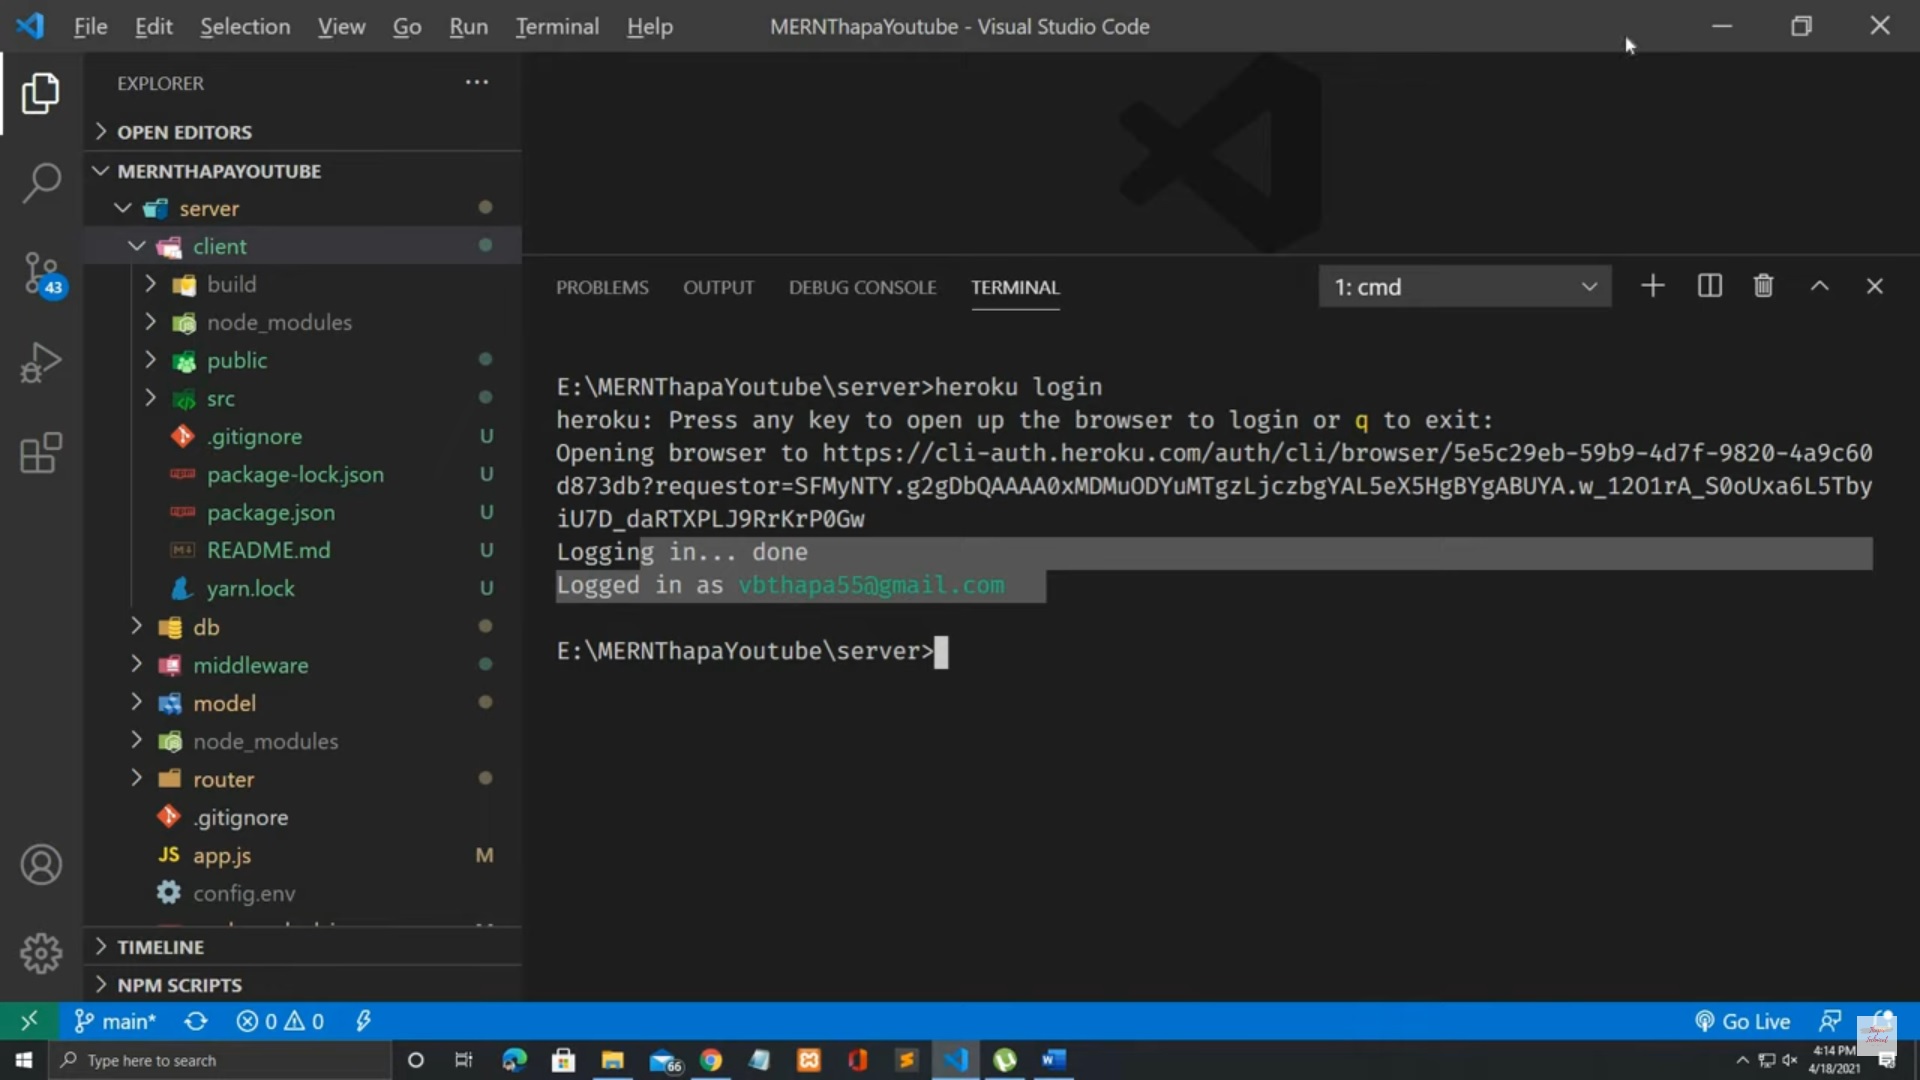 File Edit Selection View Go Run Terminal Help
MERNThapaYoutube - Visual Studio Code
EXPLORER
OPEN EDITORS
MERNTHAPAYOUTUBE
server
client
build
node_modules
public
src
.gitignore U
package-lock.json U
package.json U
README.md U
yarn.lock U
db
middleware
model
node_modules
router
.gitignore
JS app.js M
config.env
TIMELINE
NPM SCRIPTS
43
PROBLEMS OUTPUT DEBUG CONSOLE TERMINAL
1: cmd
E:\MERNThapaYoutube\server>heroku login
heroku: Press any key to open up the browser to login or q to exit:
Opening browser to https://cli-auth.heroku.com/auth/cli/browser/5e5c29eb-59b9-4d7f-9820-4a9c60
d873db?requestor=SFMyNTY.g2gDbQAAAA0xMDMuODYuMTgzLjczbgYAL5eX5HgBYgABUYA.w_12O1rA_S0oUxa6L5Tby
iU7D_daRTXPLJ9RrKrP0Gw
Logging in... done
Logged in as vbthapa55@gmail.com
E:\MERNThapaYoutube\server>
main* 0 0
Go Live
Type here to search
66
4:14 PM
4/18/2021